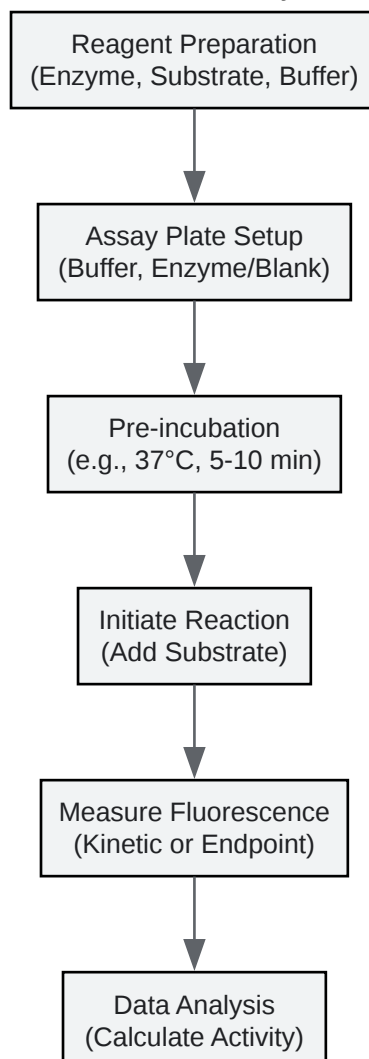 Reagent Preparation
(Enzyme, Substrate, Buffer)
Assay Plate Setup
(Buffer, Enzyme/Blank)
Pre-incubation
(e.g., 37°C, 5-10 min)
Initiate Reaction
(Add Substrate)
Measure Fluorescence
(Kinetic or Endpoint)
Data Analysis
(Calculate Activity)